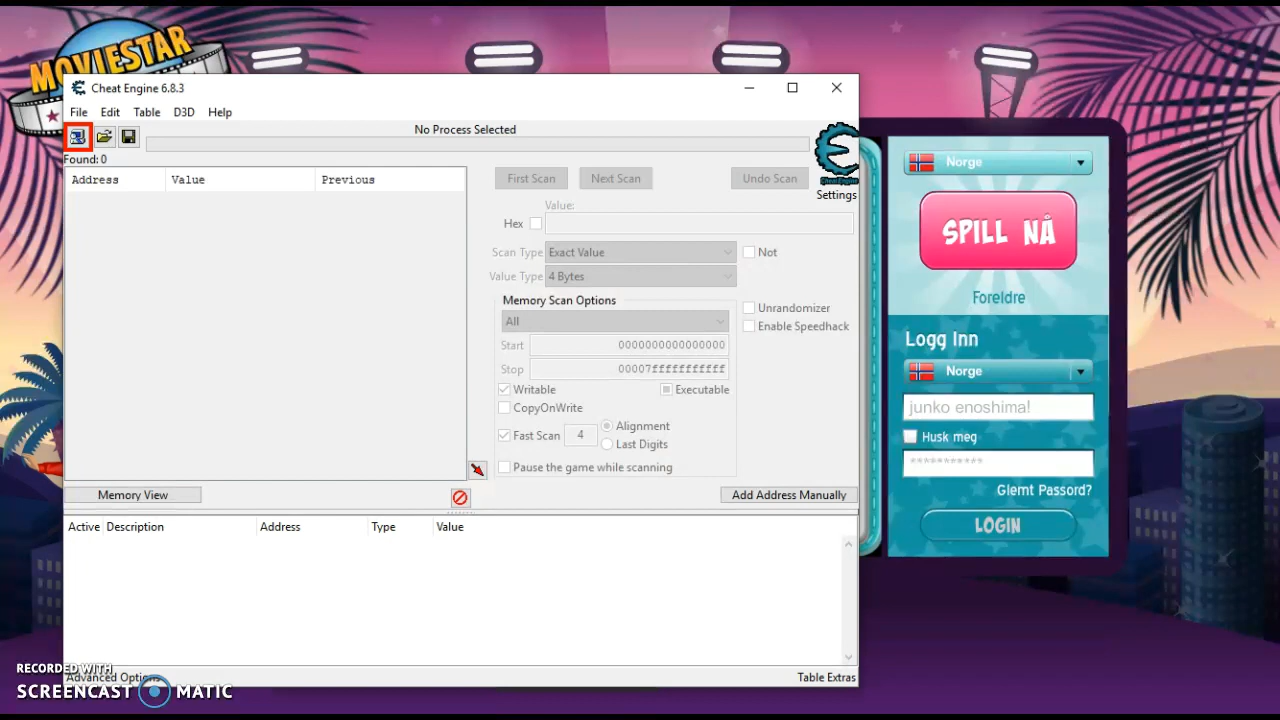 MOVIESTAR
Cheat Engine 6.8.3
File Edit Table D3D Help
No Process Selected
Found: 0
Address Value Previous
First Scan Next Scan Undo Scan
Cheat Engine
Settings
Value:
Hex
Scan Type Exact Value Not
Value Type 4 Bytes
Memory Scan Options
All
Unrandomizer
Enable Speedhack
Start 0000000000000000
Stop 00007fffffffffff
Writable Executable
CopyOnWrite
Fast Scan 4 Alignment
Last Digits
Pause the game while scanning
Memory View Add Address Manually
Active Description Address Type Value
Advanced Options Table Extras
Norge
SPILL NÅ
Foreldre
Logg Inn
Norge
junko enoshima!
Husk meg
***********
Glemt Passord?
LOGIN
RECORDED WITH
SCREENCAST MATIC